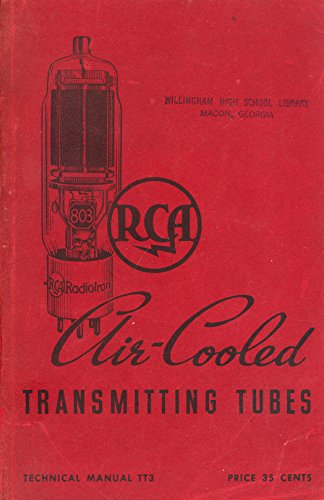 WILLINGHAM HIGH SCHOOL LIBRARY
MACON, GEORGIA
803
RCA
RCA Radiotron
Air-Cooled
TRANSMITTING TUBES
TECHNICAL MANUAL TT3
PRICE 35 CENTS